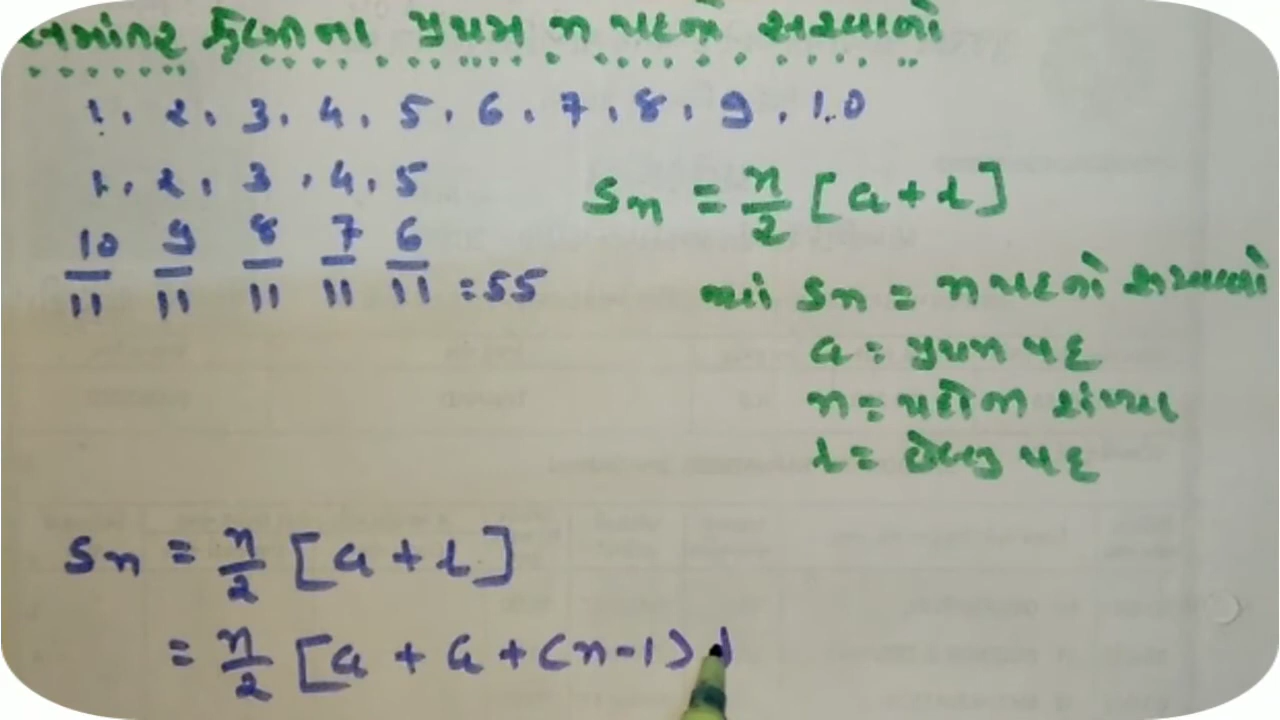 સમાંતર શ્રેણીના પ્રથમ n પદનો સરવાળો
1, 2, 3, 4, 5, 6, 7, 8, 9, 10
1, 2, 3, 4, 5
10 9 8 7 6
11 11 11 11 11 = 55
Sn = n/2 [a + l]
જ્યાં Sn = n પદનો સરવાળો
a = પ્રથમ પદ
n = પદોની સંખ્યા
l = છેલ્લુ પદ
Sn = n/2 [a + l]
= n/2 [a + a + (n-1) d